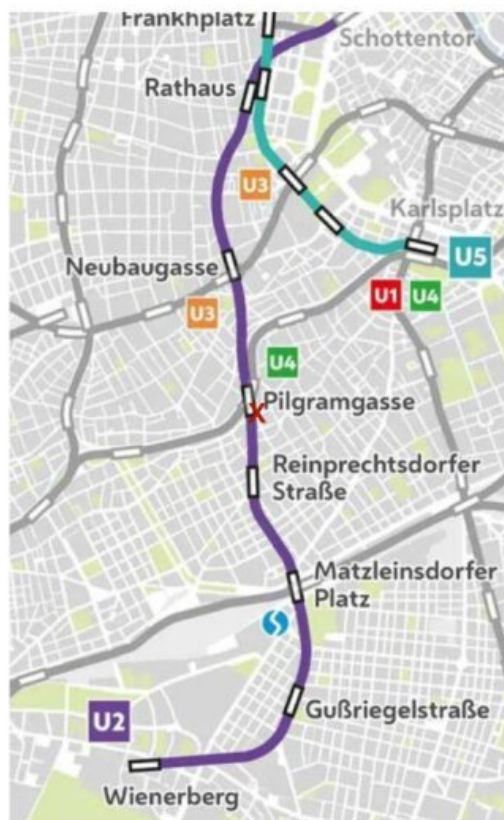 Frankhplatz
Schottentor
Rathaus
U3
Karlsplatz
U5
Neubaugasse
U1 U4
U3
U4
Pilgramgasse
X
Reinprechtsdorfer
Straße
Matzleinsdorfer
Platz
S
Gußriegelstraße
U2
Wienerberg